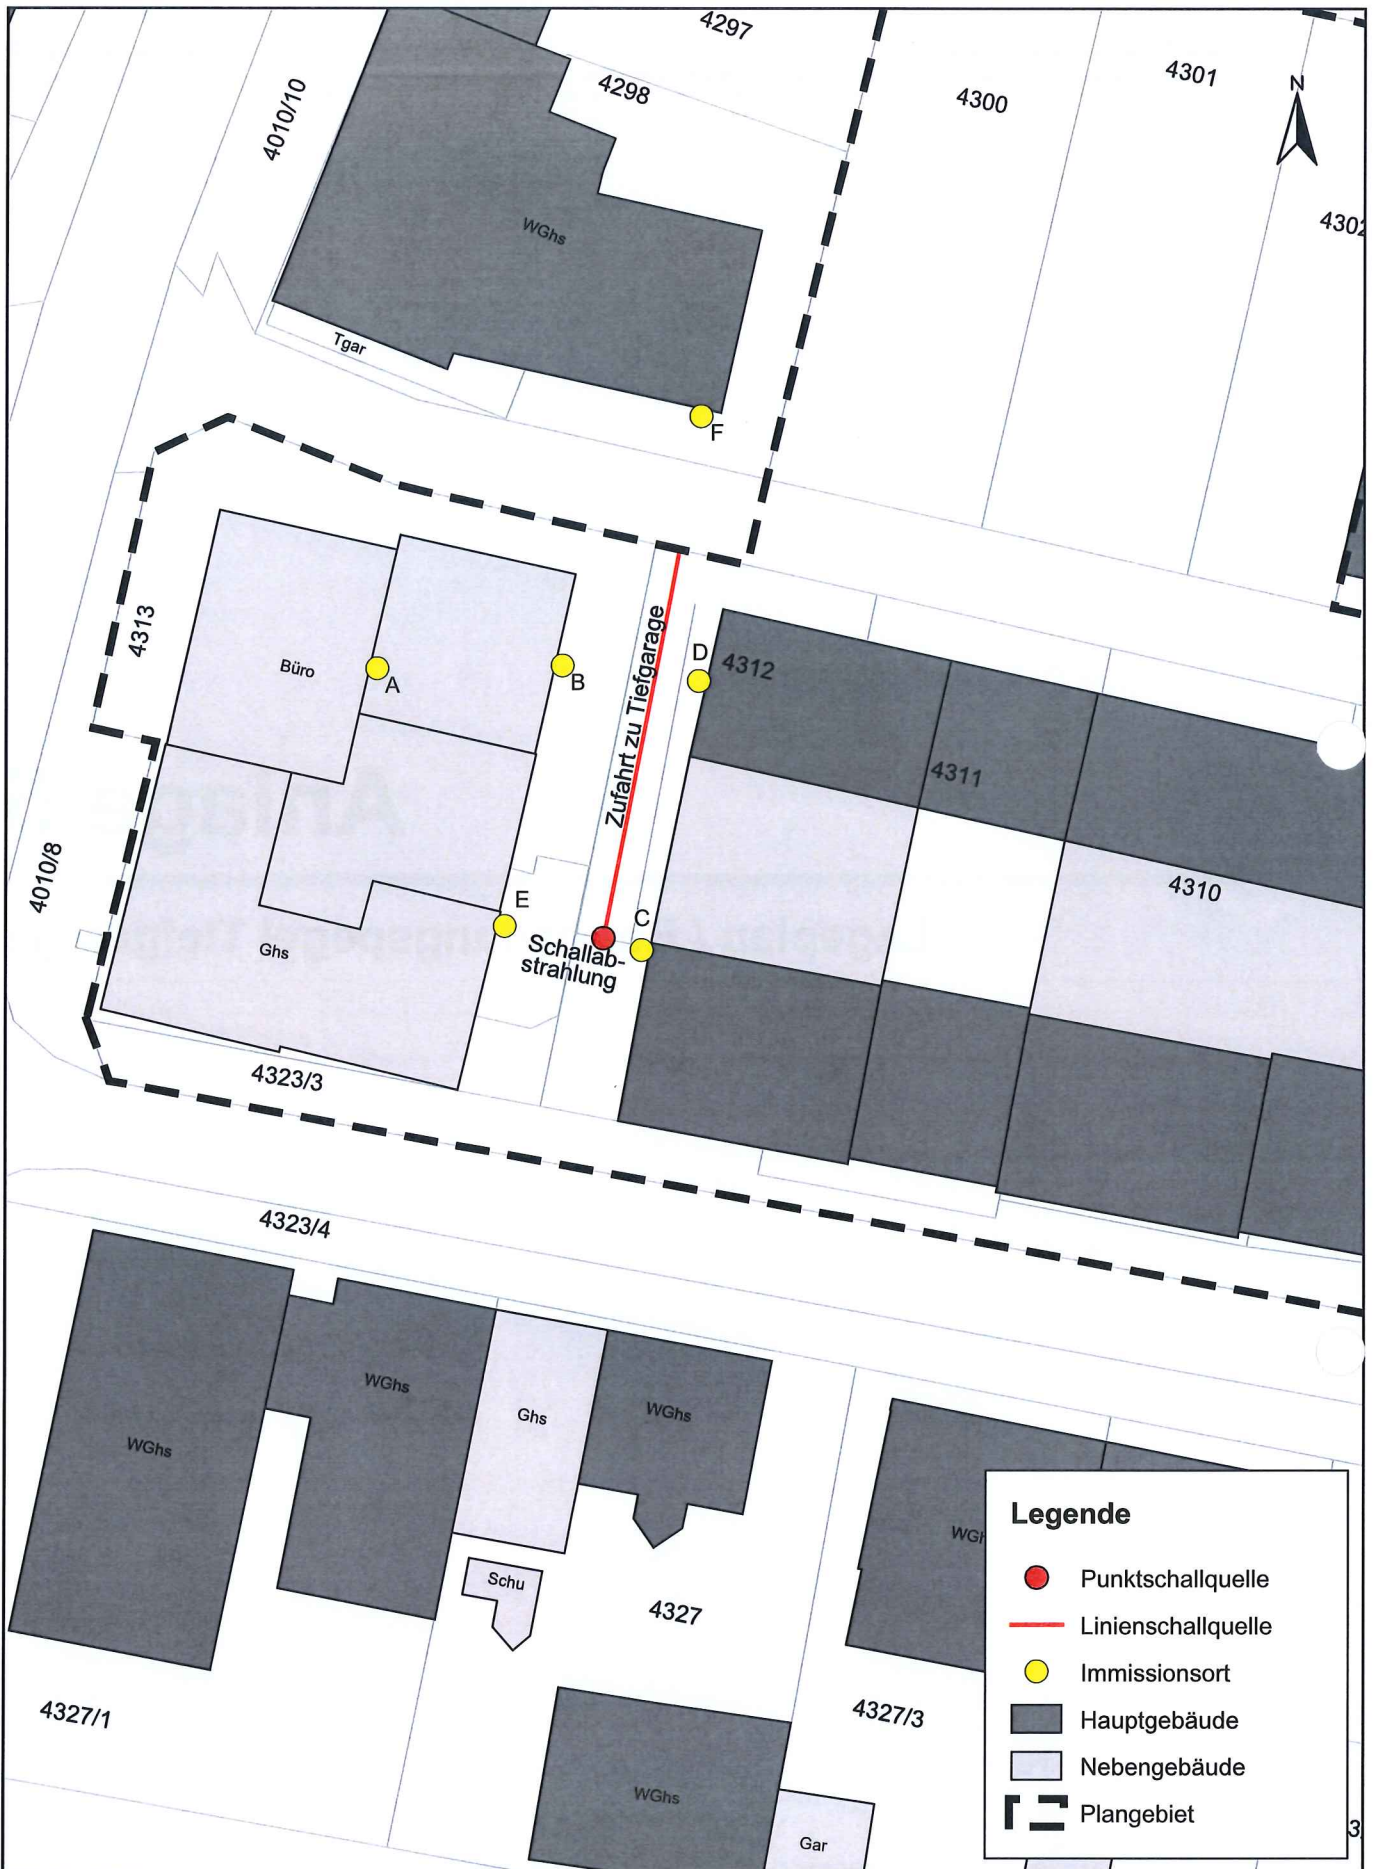 4297
4298
4010/10
4300
4301
N
4302
WGhs
Tgar
F
4313
Büro
A
B
Zufahrt zu Tiefgarage
D
4312
4311
4310
4010/8
E
C
Ghs
Schallab-
strahlung
4323/3
4323/4
WGhs
WGhs
Ghs
WGhs
Schu
4327
4327/1
4327/3
WGhs
Gar
WGh
Legende
Punktschallquelle
Linienschallquelle
Immissionsort
Hauptgebäude
Nebengebäude
Plangebiet
3